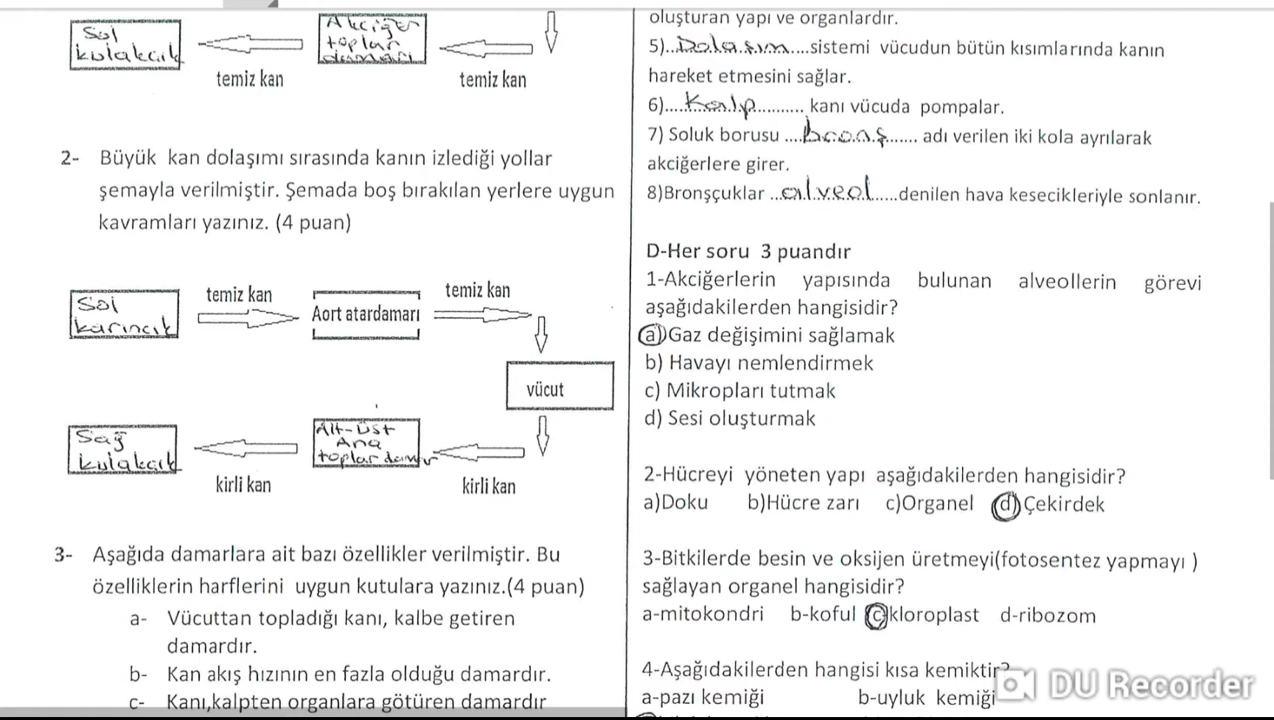 Sol
kulakcık
Akciğer
toplar
damarı
temiz kan
temiz kan
2- Büyük kan dolaşımı sırasında kanın izlediği yollar
şemayla verilmiştir. Şemada boş bırakılan yerlere uygun
kavramları yazınız. (4 puan)
Sol
karıncık
temiz kan
Aort atardamarı
temiz kan
vücut
Sağ
kulakcık
Alt-Üst
Ana
toplar damar
kirli kan
kirli kan
3- Aşağıda damarlara ait bazı özellikler verilmiştir. Bu
özelliklerin harflerini uygun kutulara yazınız.(4 puan)
a- Vücuttan topladığı kanı, kalbe getiren
damardır.
b- Kan akış hızının en fazla olduğu damardır.
c- Kanı,kalpten organlara götüren damardır
oluşturan yapı ve organlardır.
5)..Dolaşım....sistemi vücudun bütün kısımlarında kanın
hareket etmesini sağlar.
6)....Kalp.......... kanı vücuda pompalar.
7) Soluk borusu ....bronş...... adı verilen iki kola ayrılarak
akciğerlere girer.
8)Bronşçuklar ...alveol.....denilen hava kesecikleriyle sonlanır.
D-Her soru 3 puandır
1-Akciğerlerin yapısında bulunan alveollerin görevi
aşağıdakilerden hangisidir?
a)Gaz değişimini sağlamak
b) Havayı nemlendirmek
c) Mikropları tutmak
d) Sesi oluşturmak
2-Hücreyi yöneten yapı aşağıdakilerden hangisidir?
a)Doku b)Hücre zarı c)Organel d)Çekirdek
3-Bitkilerde besin ve oksijen üretmeyi(fotosentez yapmayı )
sağlayan organel hangisidir?
a-mitokondri b-koful c)kloroplast d-ribozom
4-Aşağıdakilerden hangisi kısa kemiktir?
a-pazı kemiği b-uyluk kemiği
DU Recorder